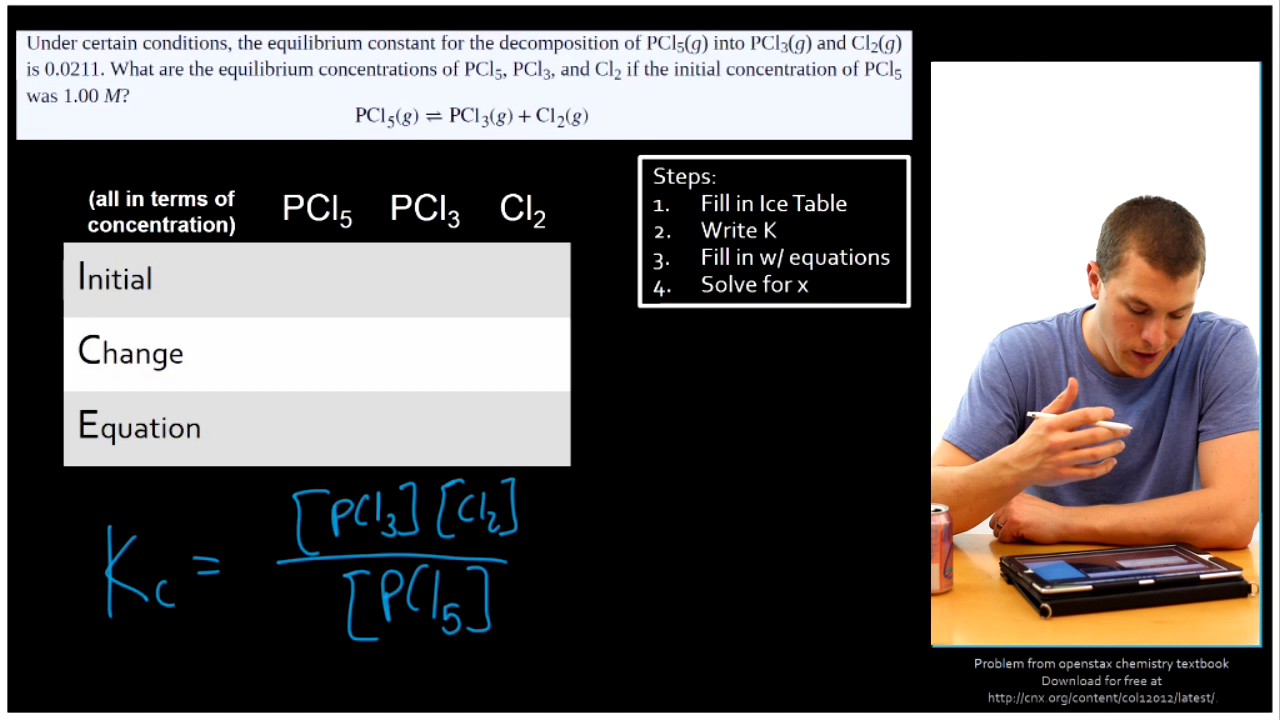 Under certain conditions, the equilibrium constant for the decomposition of PCl₅(g) into PCl₃(g) and Cl₂(g)
is 0.0211. What are the equilibrium concentrations of PCl₅, PCl₃, and Cl₂ if the initial concentration of PCl₅
was 1.00 M?
PCl₅(g) ⇌ PCl₃(g) + Cl₂(g)
(all in terms of
concentration)
PCl₅ PCl₃ Cl₂
Initial
Change
Equation
Kc = [PCl₃][Cl₂] / [PCl₅]
Steps:
1. Fill in Ice Table
2. Write K
3. Fill in w/ equations
4. Solve for x
Problem from openstax chemistry textbook
Download for free at
http://cnx.org/content/col12012/latest/.